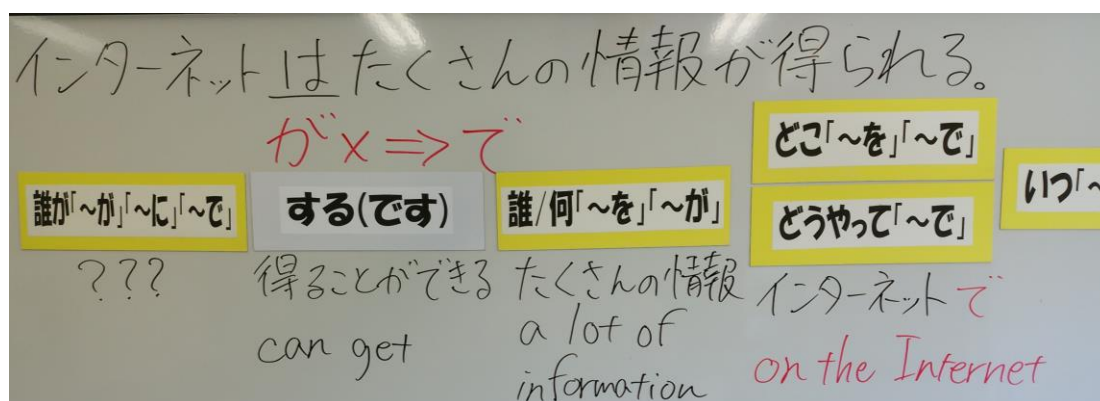 インターネットはたくさんの情報が得られる。
が×⇒で
誰が「～が」「～に」「～で」
する(です)
誰/何「～を」「～が」
どこ「～を」「～で」
どうやって「～で」
いつ「～
???
得ることができる
can get
たくさんの情報
a lot of
information
インターネットで
on the Internet